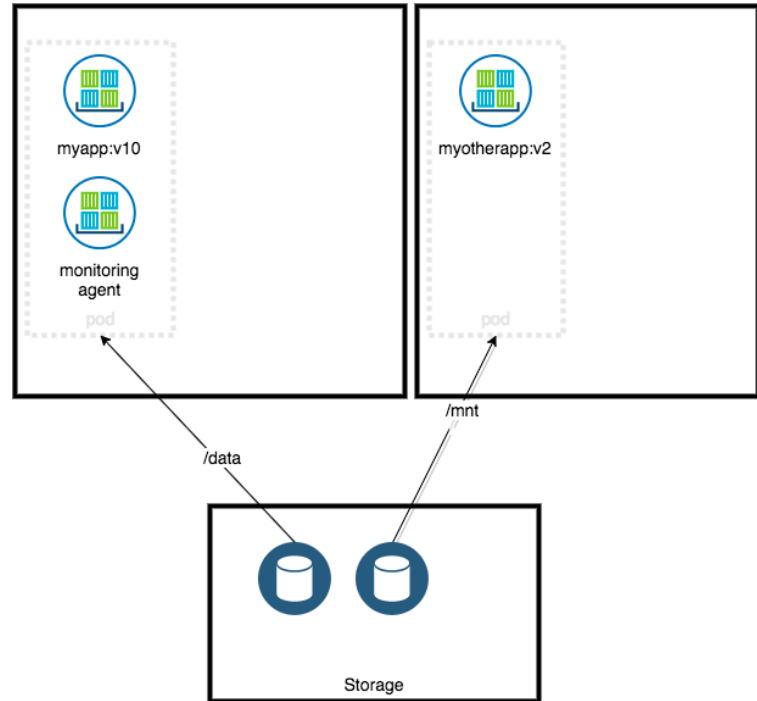 myapp:v10
myotherapp:v2
monitoring
agent
pod
pod
/mnt
/data
Storage